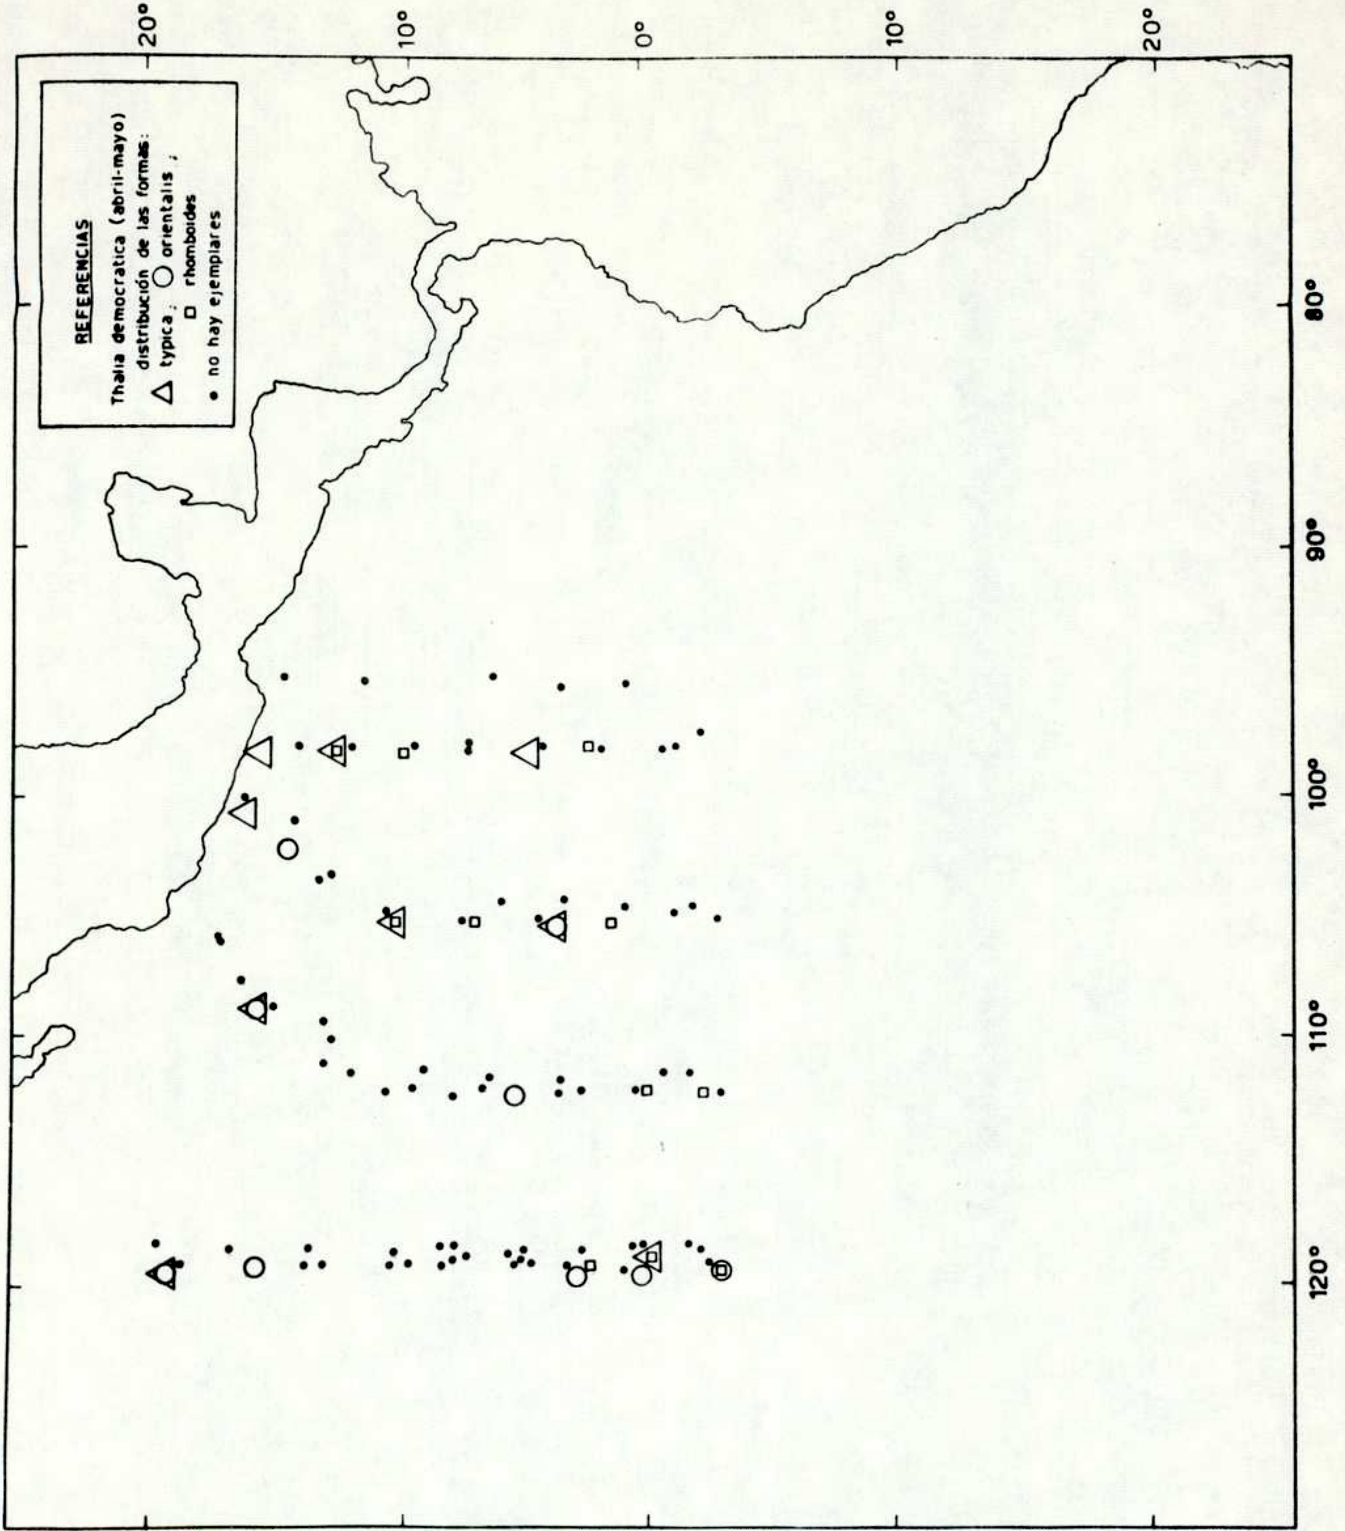 REFERENCIAS
Thalia democratica (abril-mayo)
distribución de las formas:
typica; orientalis;
rhomboides
• no hay ejemplares
20°
10°
0°
10°
20°
120°
110°
100°
90°
80°